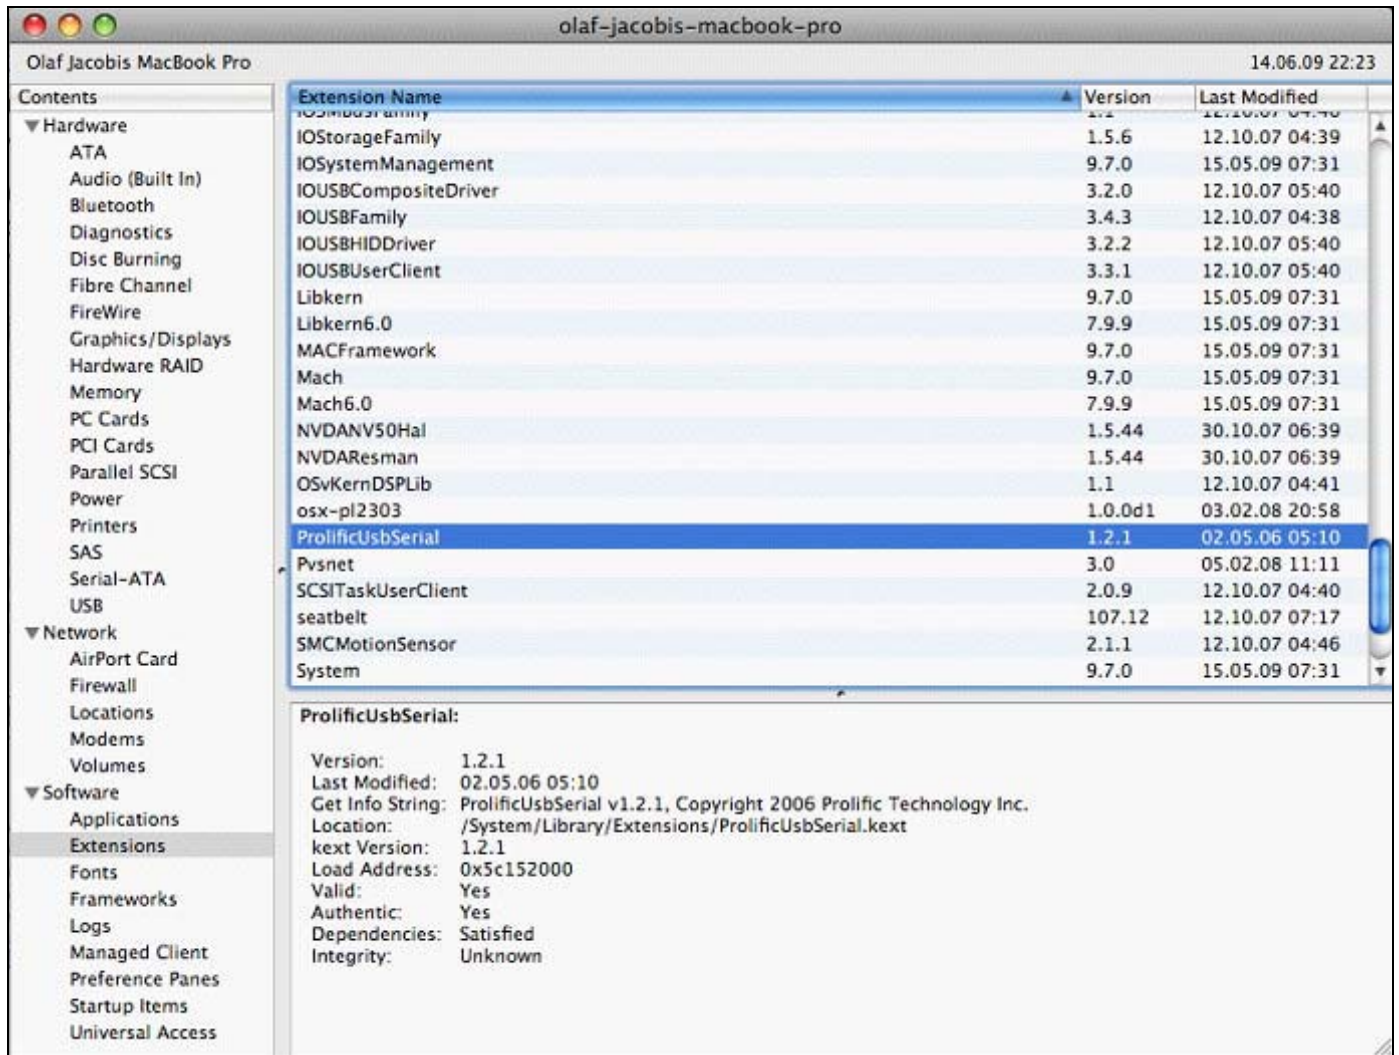 olaf-jacobis-macbook-pro
Olaf Jacobis MacBook Pro 14.06.09 22:23
Contents
▼Hardware
ATA
Audio (Built In)
Bluetooth
Diagnostics
Disc Burning
Fibre Channel
FireWire
Graphics/Displays
Hardware RAID
Memory
PC Cards
PCI Cards
Parallel SCSI
Power
Printers
SAS
Serial-ATA
USB
▼Network
AirPort Card
Firewall
Locations
Modems
Volumes
▼Software
Applications
Extensions
Fonts
Frameworks
Logs
Managed Client
Preference Panes
Startup Items
Universal Access
Extension Name Version Last Modified
IOSMBusFamily 1.1 12.10.07 04:40
IOStorageFamily 1.5.6 12.10.07 04:39
IOSystemManagement 9.7.0 15.05.09 07:31
IOUSBCompositeDriver 3.2.0 12.10.07 05:40
IOUSBFamily 3.4.3 12.10.07 04:38
IOUSBHIDDriver 3.2.2 12.10.07 05:40
IOUSBUserClient 3.3.1 12.10.07 05:40
Libkern 9.7.0 15.05.09 07:31
Libkern6.0 7.9.9 15.05.09 07:31
MACFramework 9.7.0 15.05.09 07:31
Mach 9.7.0 15.05.09 07:31
Mach6.0 7.9.9 15.05.09 07:31
NVDANV50Hal 1.5.44 30.10.07 06:39
NVDAResman 1.5.44 30.10.07 06:39
OSvKernDSPLib 1.1 12.10.07 04:41
osx-pl2303 1.0.0d1 03.02.08 20:58
ProlificUsbSerial 1.2.1 02.05.06 05:10
Pvsnet 3.0 05.02.08 11:11
SCSITaskUserClient 2.0.9 12.10.07 04:40
seatbelt 107.12 12.10.07 07:17
SMCMotionSensor 2.1.1 12.10.07 04:46
System 9.7.0 15.05.09 07:31
ProlificUsbSerial:
Version: 1.2.1
Last Modified: 02.05.06 05:10
Get Info String: ProlificUsbSerial v1.2.1, Copyright 2006 Prolific Technology Inc.
Location: /System/Library/Extensions/ProlificUsbSerial.kext
kext Version: 1.2.1
Load Address: 0x5c152000
Valid: Yes
Authentic: Yes
Dependencies: Satisfied
Integrity: Unknown